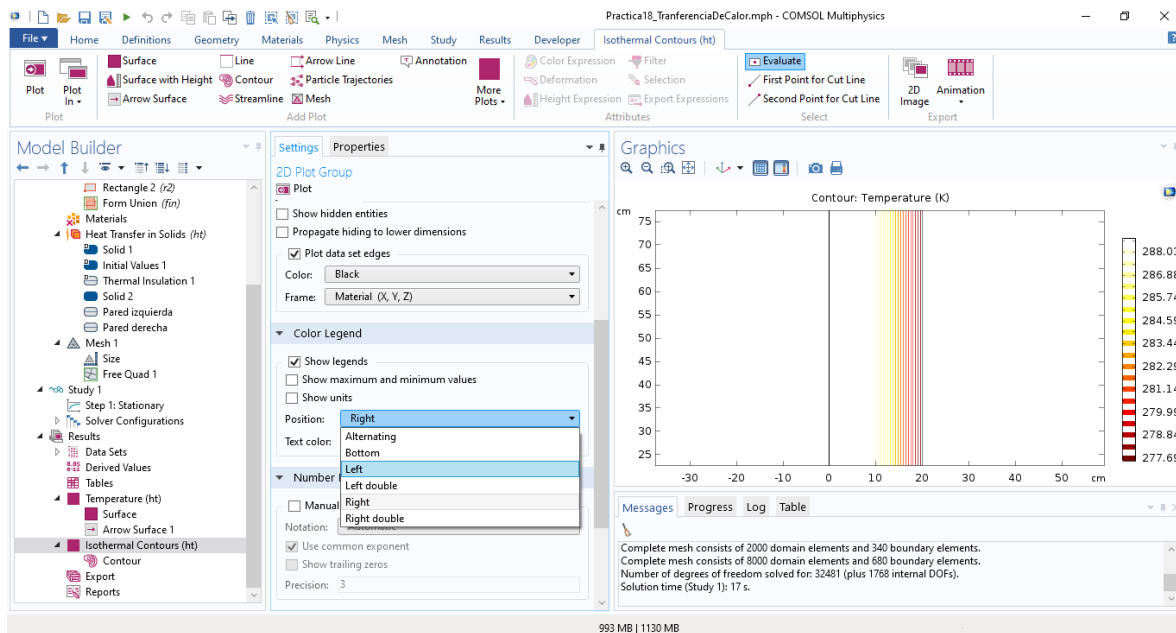 Practica18_TranferenciaDeCalor.mph - COMSOL Multiphysics
File Home Definitions Geometry Materials Physics Mesh Study Results Developer Isothermal Contours (ht)
Plot
Plot In
Plot
Surface Line Arrow Line Annotation
Surface with Height Contour Particle Trajectories
Arrow Surface Streamline Mesh
More Plots
Add Plot
Color Expression Filter
Deformation Selection
Height Expression Export Expressions
Attributes
Evaluate
First Point for Cut Line
Second Point for Cut Line
Select
2D Image
Animation
Export
Model Builder
Rectangle 2 (r2)
Form Union (fin)
Materials
Heat Transfer in Solids (ht)
Solid 1
Initial Values 1
Thermal Insulation 1
Solid 2
Pared izquierda
Pared derecha
Mesh 1
Size
Free Quad 1
Study 1
Step 1: Stationary
Solver Configurations
Results
Data Sets
8.85
e-12
Derived Values
Tables
Temperature (ht)
Surface
Arrow Surface 1
Isothermal Contours (ht)
Contour
Export
Reports
Settings Properties
2D Plot Group
Plot
Show hidden entities
Propagate hiding to lower dimensions
Plot data set edges
Color: Black
Frame: Material (X, Y, Z)
Color Legend
Show legends
Show maximum and minimum values
Show units
Position: Right
Text color:
Alternating
Bottom
Left
Left double
Right
Right double
Number
Manual
Notation: Automatic
Use common exponent
Show trailing zeros
Precision: 3
Graphics
Contour: Temperature (K)
cm
75
70
65
60
55
50
45
40
35
30
25
-30 -20 -10 0 10 20 30 40 50 cm
288.03
286.88
285.74
284.59
283.44
282.29
281.14
279.99
278.84
277.69
Messages Progress Log Table
Complete mesh consists of 2000 domain elements and 340 boundary elements.
Complete mesh consists of 8000 domain elements and 680 boundary elements.
Number of degrees of freedom solved for: 32481 (plus 1768 internal DOFs).
Solution time (Study 1): 17 s.
993 MB | 1130 MB